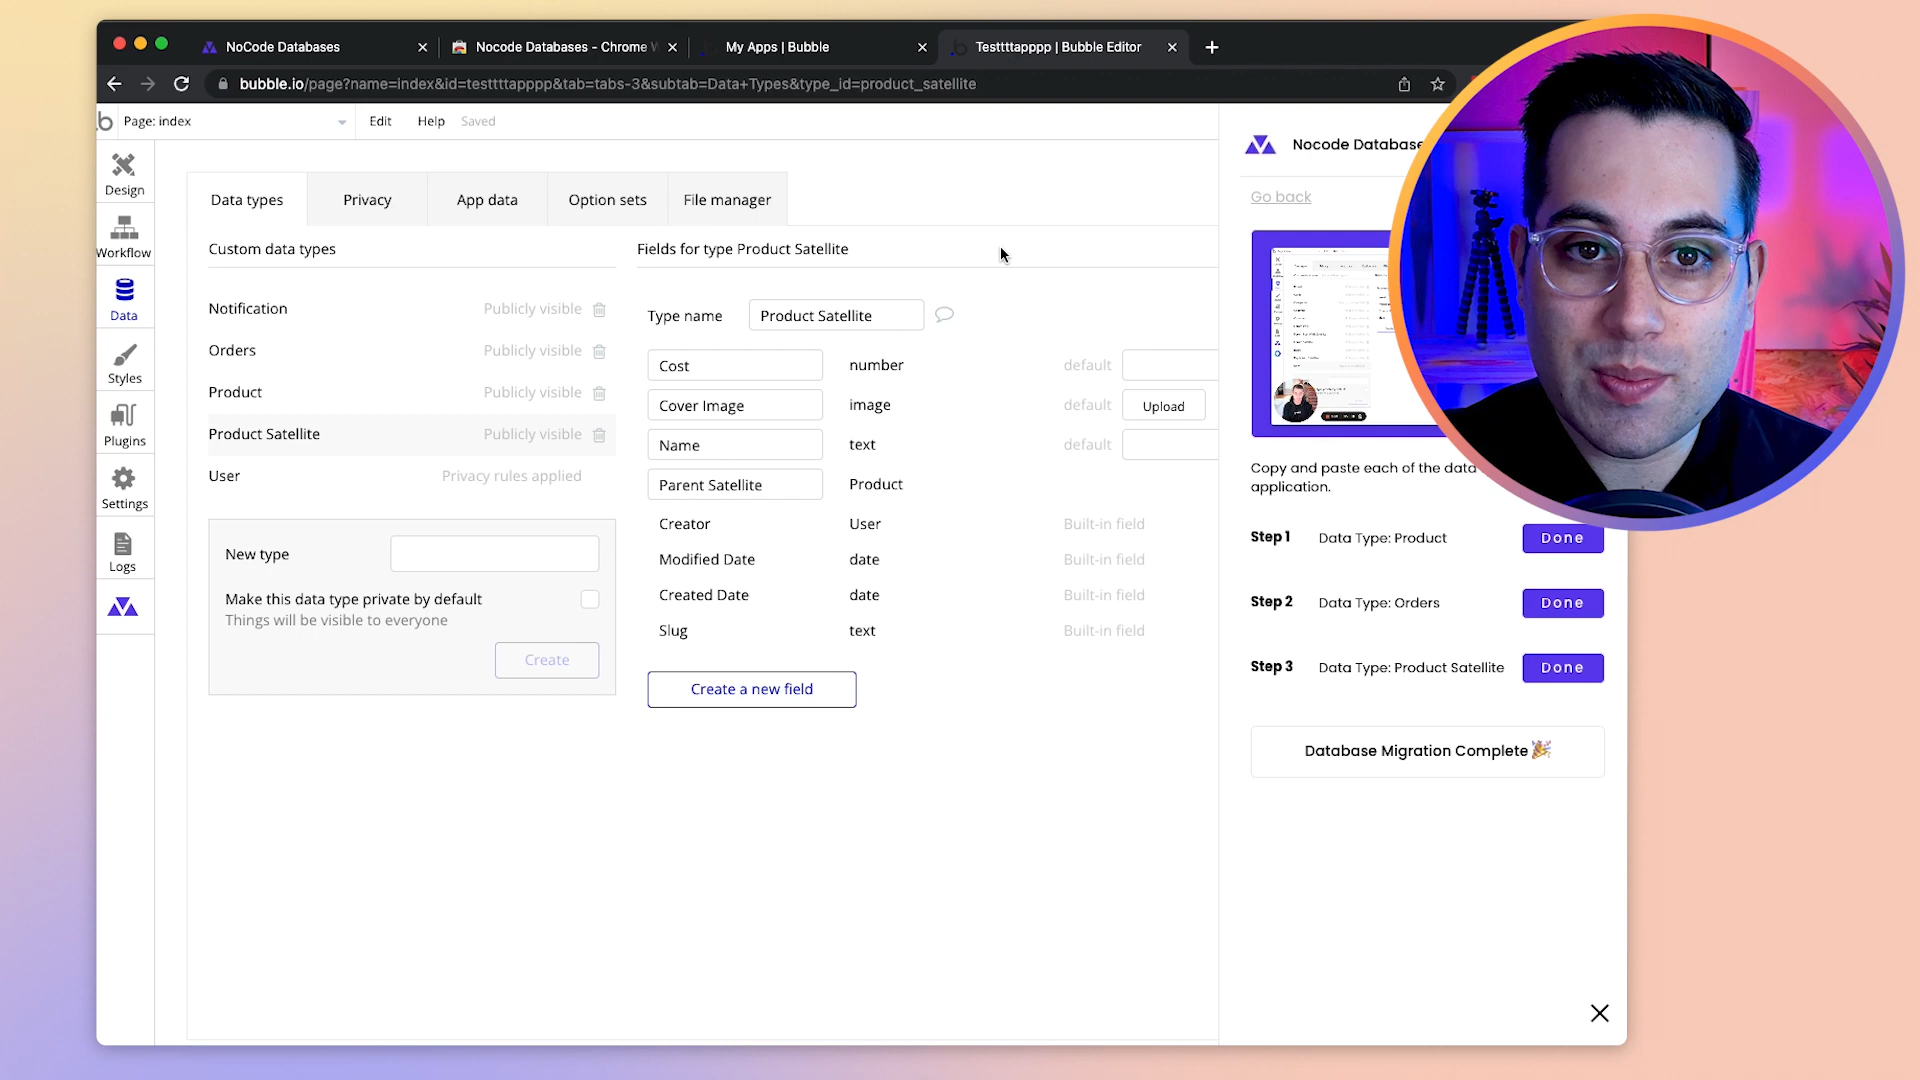 NoCode Databases
Nocode Databases - Chrome
My Apps | Bubble
Testtttapppp | Bubble Editor
bubble.io/page?name=index&id=testtttapppp&tab=tabs-3&subtab=Data+Types&type_id=product_satellite
.b
Page: index
Edit
Help
Saved
Design
Workflow
Data
Styles
Plugins
Settings
Logs
Data types
Privacy
App data
Option sets
File manager
Custom data types
Notification
Publicly visible
Orders
Publicly visible
Product
Publicly visible
Product Satellite
Publicly visible
User
Privacy rules applied
New type
Make this data type private by default
Things will be visible to everyone
Create
Fields for type Product Satellite
Type name
Product Satellite
Cost
number
default
Cover Image
image
default
Upload
Name
text
default
Parent Satellite
Product
Creator
User
Built-in field
Modified Date
date
Built-in field
Created Date
date
Built-in field
Slug
text
Built-in field
Create a new field
Nocode Database
Go back
Copy and paste each of the data
application.
Step 1
Data Type: Product
Done
Step 2
Data Type: Orders
Done
Step 3
Data Type: Product Satellite
Done
Database Migration Complete 🎉